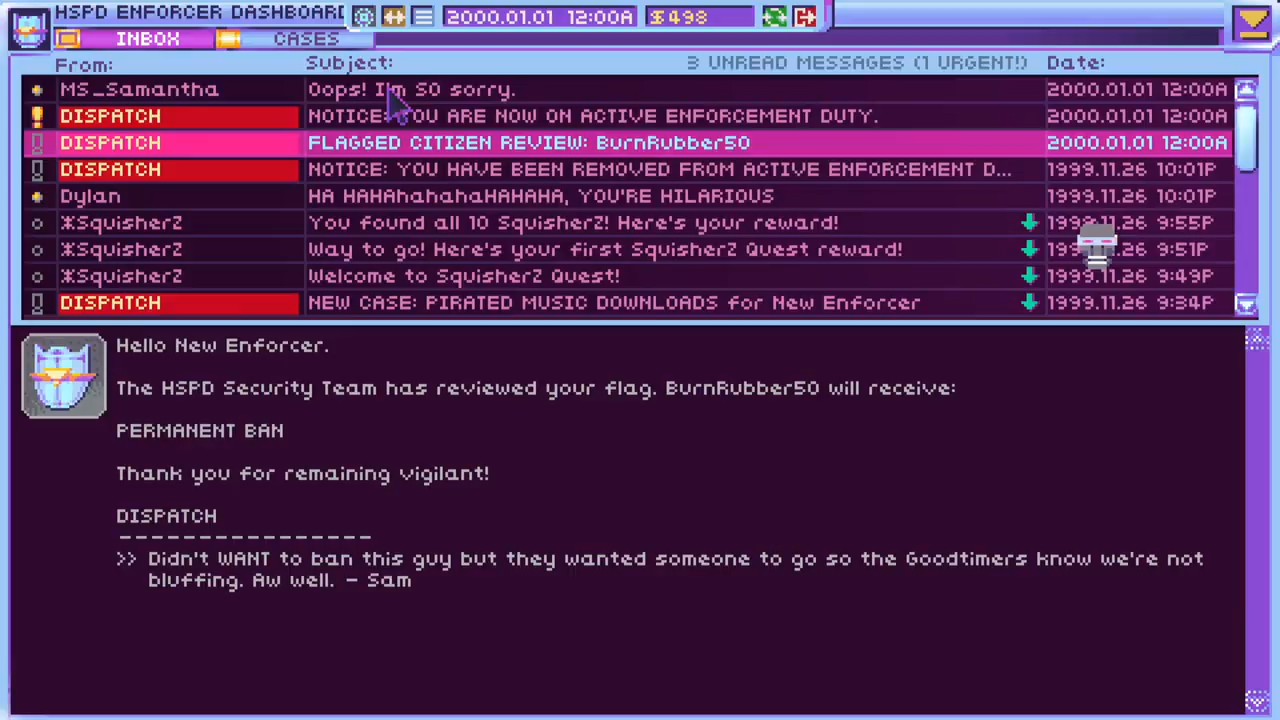 HSPD ENFORCER DASHBOARD
2000.01.01 12:00A
498
INBOX
CASES
From:
Subject:
3 UNREAD MESSAGES (1 URGENT!)
Date:
MS_Samantha
Oops! I'm SO sorry.
2000.01.01 12:00A
DISPATCH
NOTICE: YOU ARE NOW ON ACTIVE ENFORCEMENT DUTY.
2000.01.01 12:00A
DISPATCH
FLAGGED CITIZEN REVIEW: BurnRubber50
2000.01.01 12:00A
DISPATCH
NOTICE: YOU HAVE BEEN REMOVED FROM ACTIVE ENFORCEMENT D...
1999.11.26 10:01P
Dylan
HA HAHAhahahaHAHAHA, YOU'RE HILARIOUS
1999.11.26 10:01P
SquisherZ
You found all 10 SquisherZ! Here's your reward!
1999.11.26 9:55P
SquisherZ
Way to go! Here's your first SquisherZ Quest reward!
9:51P
SquisherZ
Welcome to SquisherZ Quest!
1999.11.26 9:49P
DISPATCH
NEW CASE: PIRATED MUSIC DOWNLOADS for New Enforcer
1999.11.26 9:34P
Hello New Enforcer.
The HSPD Security Team has reviewed your flag. BurnRubber50 will receive:
PERMANENT BAN
Thank you for remaining vigilant!
DISPATCH
-----------------
>> Didn't WANT to ban this guy but they wanted someone to go so the Goodtimers know we're not
bluffing. Aw well. - Sam